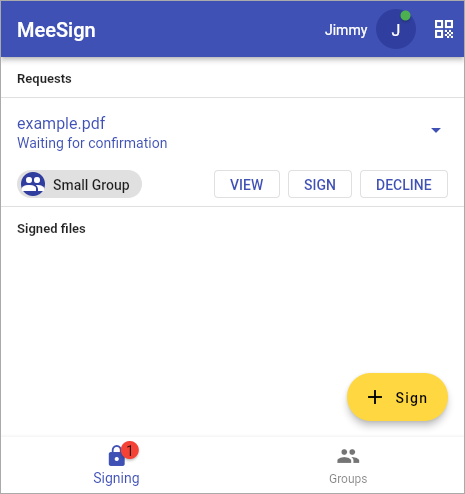 MeeSign
Jimmy
J
Requests
example.pdf
Waiting for confirmation
Small Group
VIEW
SIGN
DECLINE
Signed files
Sign
1
Signing
Groups